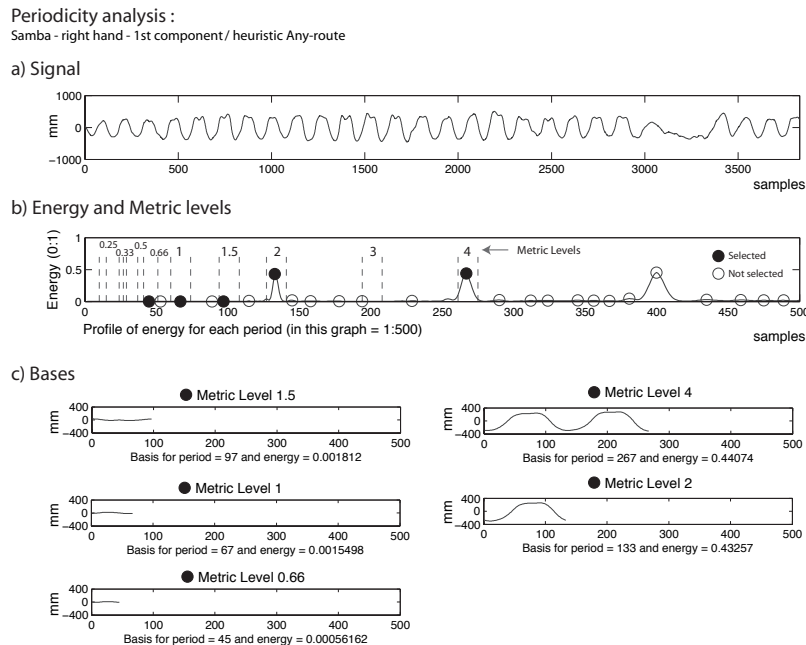 Periodicity analysis :
Samba - right hand - 1st component / heuristic Any-route
a) Signal
1000
0
−1000
mm
0 500 1000 1500 2000 2500 3000 3500
samples
b) Energy and Metric levels
0.25 0.33 0.5 0.66 1 1.5 2 3 4 Metric Levels
1
0.5
0
Energy (0:1)
Selected
Not selected
0 50 100 150 200 250 300 350 400 450 500
Profile of energy for each period (in this graph = 1:500)
samples
c) Bases
Metric Level 1.5
400
0
−400
mm
0 100 200 300 400 500
Basis for period = 97 and energy = 0.001812
Metric Level 1
400
0
−400
mm
0 100 200 300 400 500
Basis for period = 67 and energy = 0.0015498
Metric Level 0.66
400
0
−400
mm
0 100 200 300 400 500
Basis for period = 45 and energy = 0.00056162
Metric Level 4
400
0
−400
mm
0 100 200 300 400 500
Basis for period = 267 and energy = 0.44074
Metric Level 2
400
0
−400
mm
0 100 200 300 400 500
Basis for period = 133 and energy = 0.43257